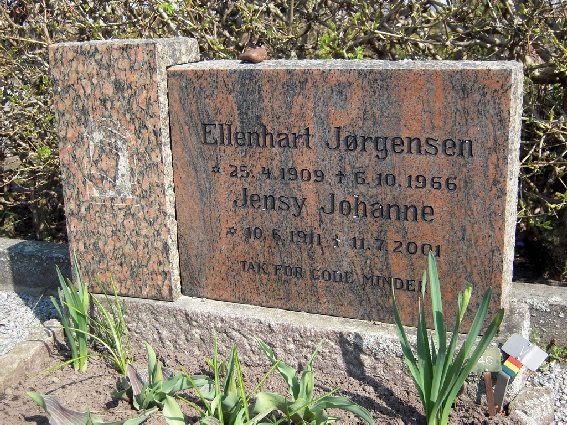 Ellenhart Jørgensen
* 25.4.1909 † 6.10.1966
Jensy Johanne
* 10.6.1911 † 11.7.2001
TAK FOR GODE MINDER